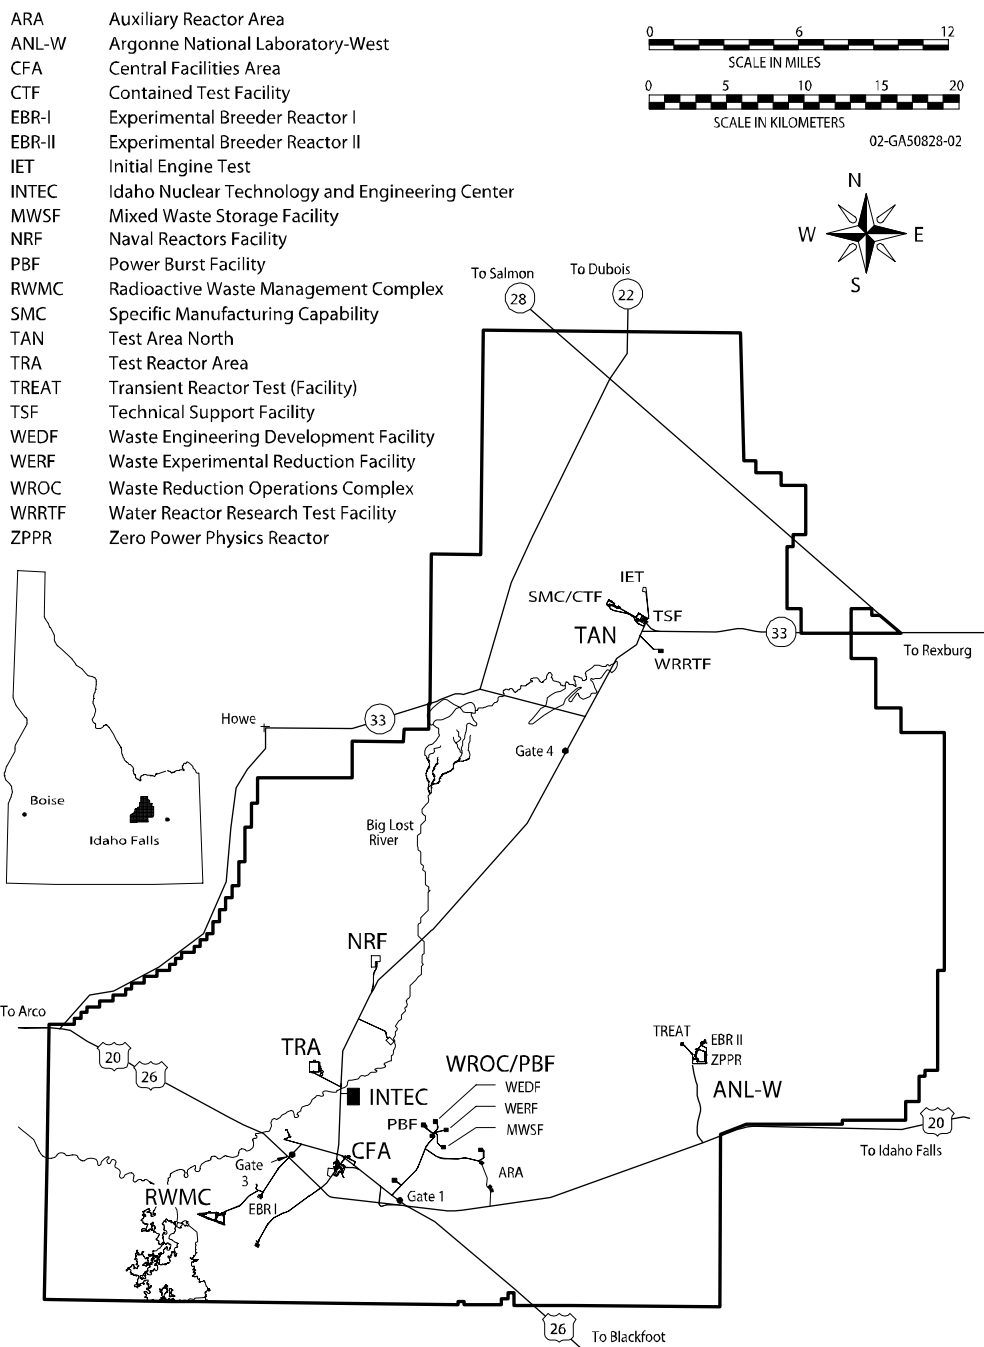 ARA Auxiliary Reactor Area
ANL-W Argonne National Laboratory-West
CFA Central Facilities Area
CTF Contained Test Facility
EBR-I Experimental Breeder Reactor I
EBR-II Experimental Breeder Reactor II
IET Initial Engine Test
INTEC Idaho Nuclear Technology and Engineering Center
MWSF Mixed Waste Storage Facility
NRF Naval Reactors Facility
PBF Power Burst Facility
RWMC Radioactive Waste Management Complex
SMC Specific Manufacturing Capability
TAN Test Area North
TRA Test Reactor Area
TREAT Transient Reactor Test (Facility)
TSF Technical Support Facility
WEDF Waste Engineering Development Facility
WERF Waste Experimental Reduction Facility
WROC Waste Reduction Operations Complex
WRRTF Water Reactor Research Test Facility
ZPPR Zero Power Physics Reactor
0 6 12
SCALE IN MILES
0 5 10 15 20
SCALE IN KILOMETERS
02-GA50828-02
N
W E
S
To Salmon
28
To Dubois
22
IET
SMC/CTF
TSF
TAN
WRRTF
33
To Rexburg
Howe
33
Gate 4
Boise
Idaho Falls
Big Lost
River
NRF
To Arco
20
26
TRA
INTEC
WROC/PBF
WEDF
WERF
MWSF
PBF
TREAT
EBR II
ZPPR
ANL-W
20
To Idaho Falls
CFA
Gate
3
ARA
RWMC
EBR I
Gate 1
26
To Blackfoot